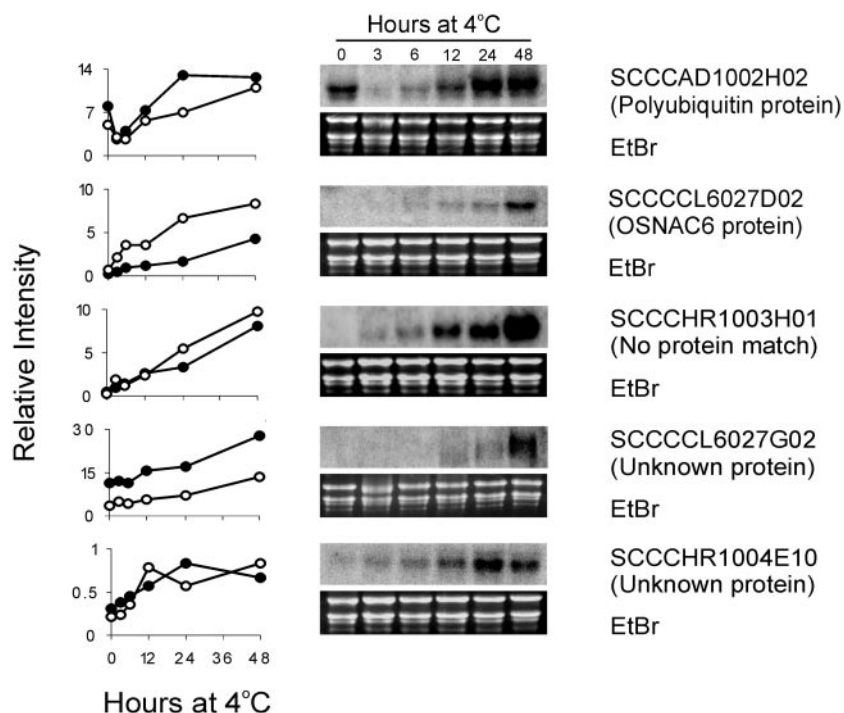 Hours at 4°C
0 3 6 12 24 48
14
7
0
SCCCAD1002H02
(Polyubiquitin protein)
EtBr
10
5
0
SCCCCL6027D02
(OSNAC6 protein)
EtBr
Relative Intensity
10
5
0
SCCCHR1003H01
(No protein match)
EtBr
30
15
0
SCCCCL6027G02
(Unknown protein)
EtBr
1
0.5
0
SCCCHR1004E10
(Unknown protein)
EtBr
0 12 24 36 48
Hours at 4°C